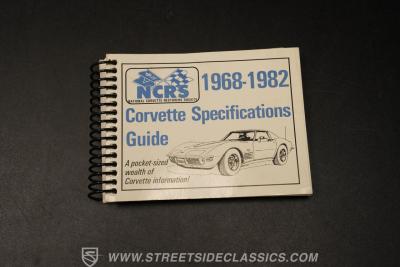 NCRS
NATIONAL CORVETTE RESTORERS SOCIETY
1968-1982
Corvette Specifications
Guide
A pocket-sized
wealth of
Corvette information!
WWW.STREETSIDECLASSICS.COM